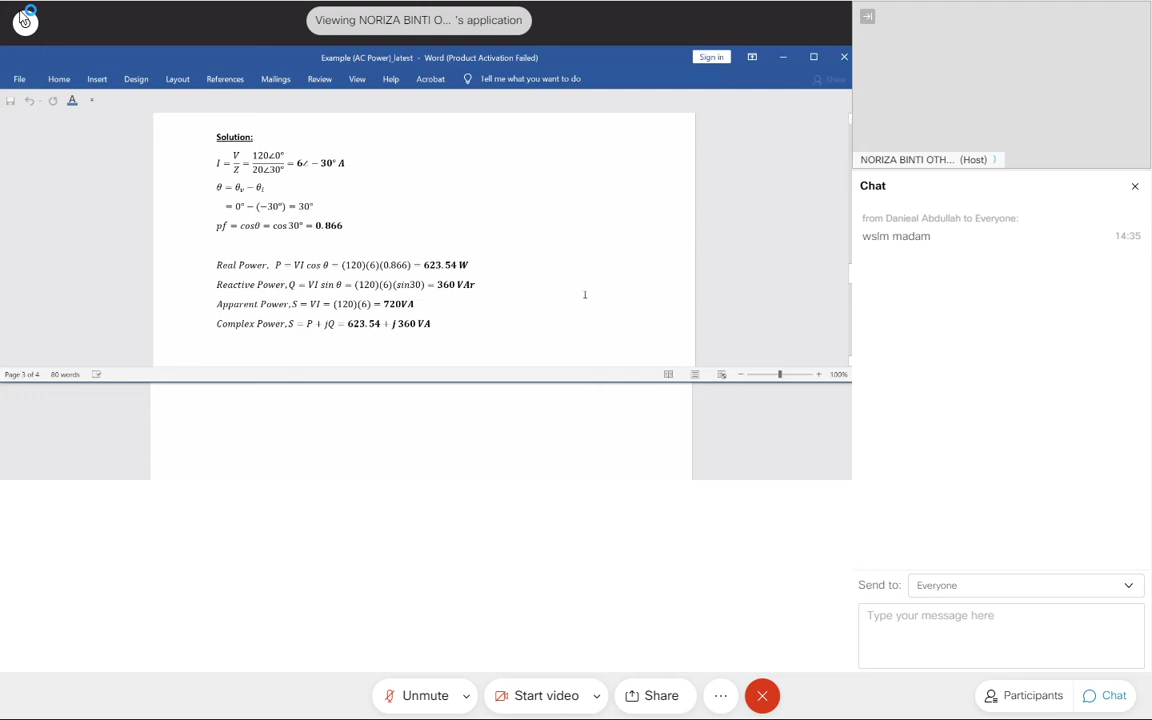 Viewing NORIZA BINTI O... 's application
Example (AC Power)_latest - Word (Product Activation Failed)
Sign in
File Home Insert Design Layout References Mailings Review View Help Acrobat Tell me what you want to do Share
Solution:
I = V/Z = 120∠0°/20∠30° = 6∠ − 30° A
θ = θv − θi
= 0° − (−30°) = 30°
pf = cosθ = cos 30° = 0.866
Real Power, P = VI cos θ = (120)(6)(0.866) = 623.54 W
Reactive Power, Q = VI sin θ = (120)(6)(sin30) = 360 VAr
Apparent Power, S = VI = (120)(6) = 720VA
Complex Power, S = P + jQ = 623.54 + j 360 VA
Page 3 of 4 80 words
100%
NORIZA BINTI OTH... (Host)
Chat
from Danieal Abdullah to Everyone:
wslm madam 14:35
Send to: Everyone
Type your message here
Unmute Start video Share
Participants Chat